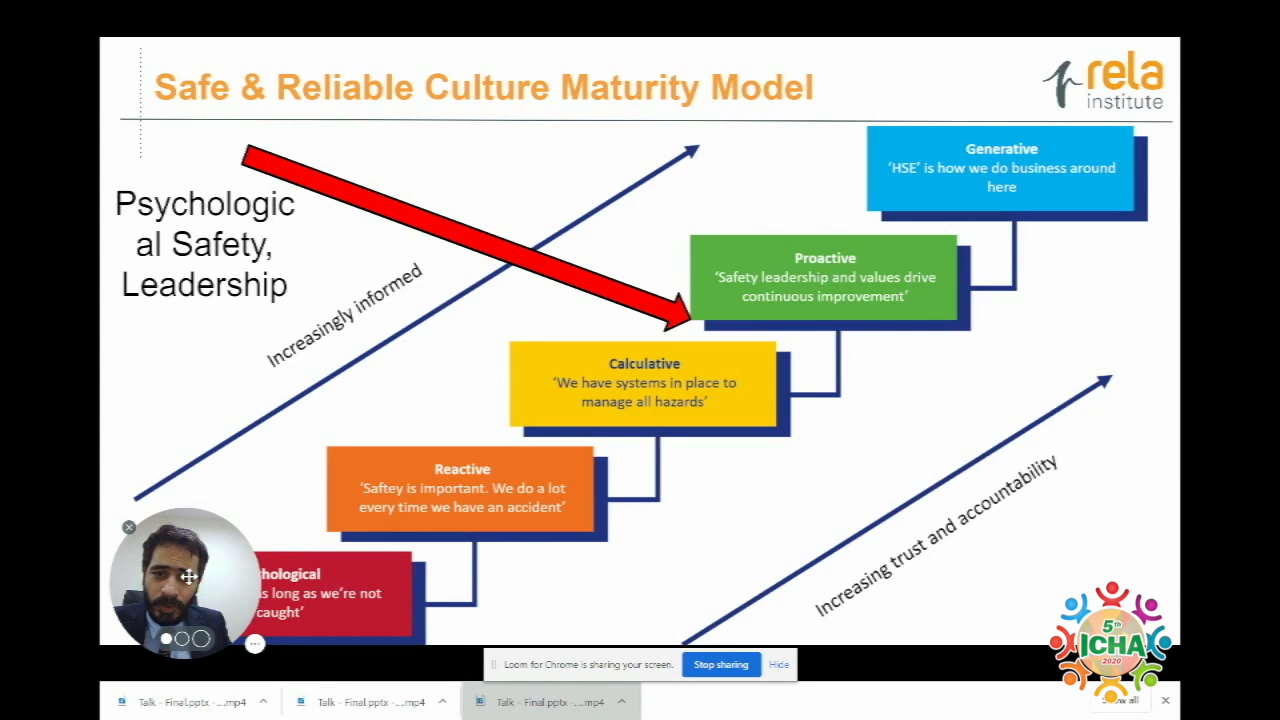 Safe & Reliable Culture Maturity Model
rela
institute
Psychologic
al Safety,
Leadership
Increasingly informed
Generative
‘HSE’ is how we do business around
here
Proactive
‘Safety leadership and values drive
continuous improvement’
Calculative
‘We have systems in place to
manage all hazards’
Reactive
‘Saftey is important. We do a lot
every time we have an accident’
hological
s long as we’re not
caught’
Increasing trust and accountability
5th
ICHA
2020
Loom for Chrome is sharing your screen.
Stop sharing
Hide
Talk - Final.pptx -....mp4
Talk - Final.pptx -....mp4
Talk - Final.pptx -....mp4
all